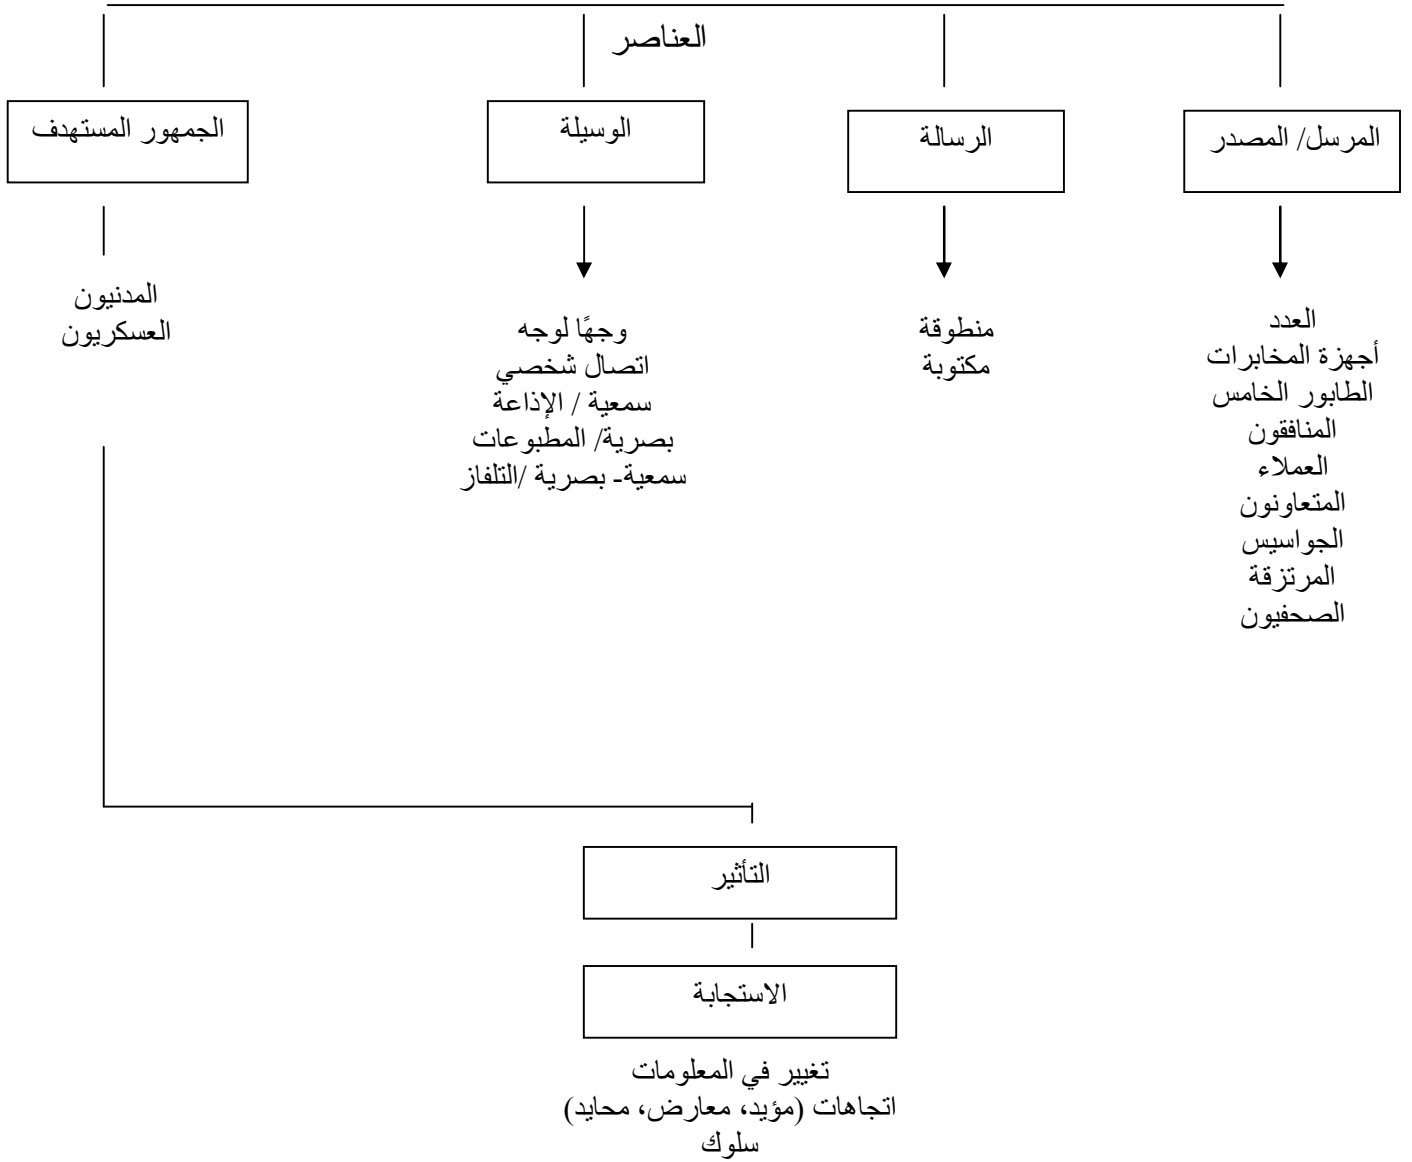 العناصر
المرسل/ المصدر
الرسالة
الوسيلة
الجمهور المستهدف
العدد
أجهزة المخابرات
الطابور الخامس
المنافقون
العملاء
المتعاونون
الجواسيس
المرتزقة
الصحفيون
منطوقة
مكتوبة
وجهًا لوجه
اتصال شخصي
سمعية / الإذاعة
بصرية/ المطبوعات
سمعية- بصرية /التلفاز
المدنيون
العسكريون
التأثير
الاستجابة
تغيير في المعلومات
اتجاهات (مؤيد، معارض، محايد)
سلوك